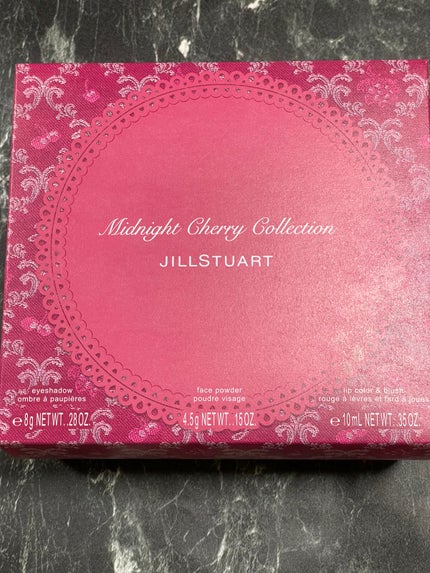 Midnight Cherry Collection
JILLSTUART
eyeshadow
ombre à paupières
℮ 8g NET WT. .28 OZ.
face powder
poudre visage
4.5g NET WT. .15 OZ.
lip color & blush
rouge à lèvres et fard à joues
℮ 10mL NET WT. .35 OZ.